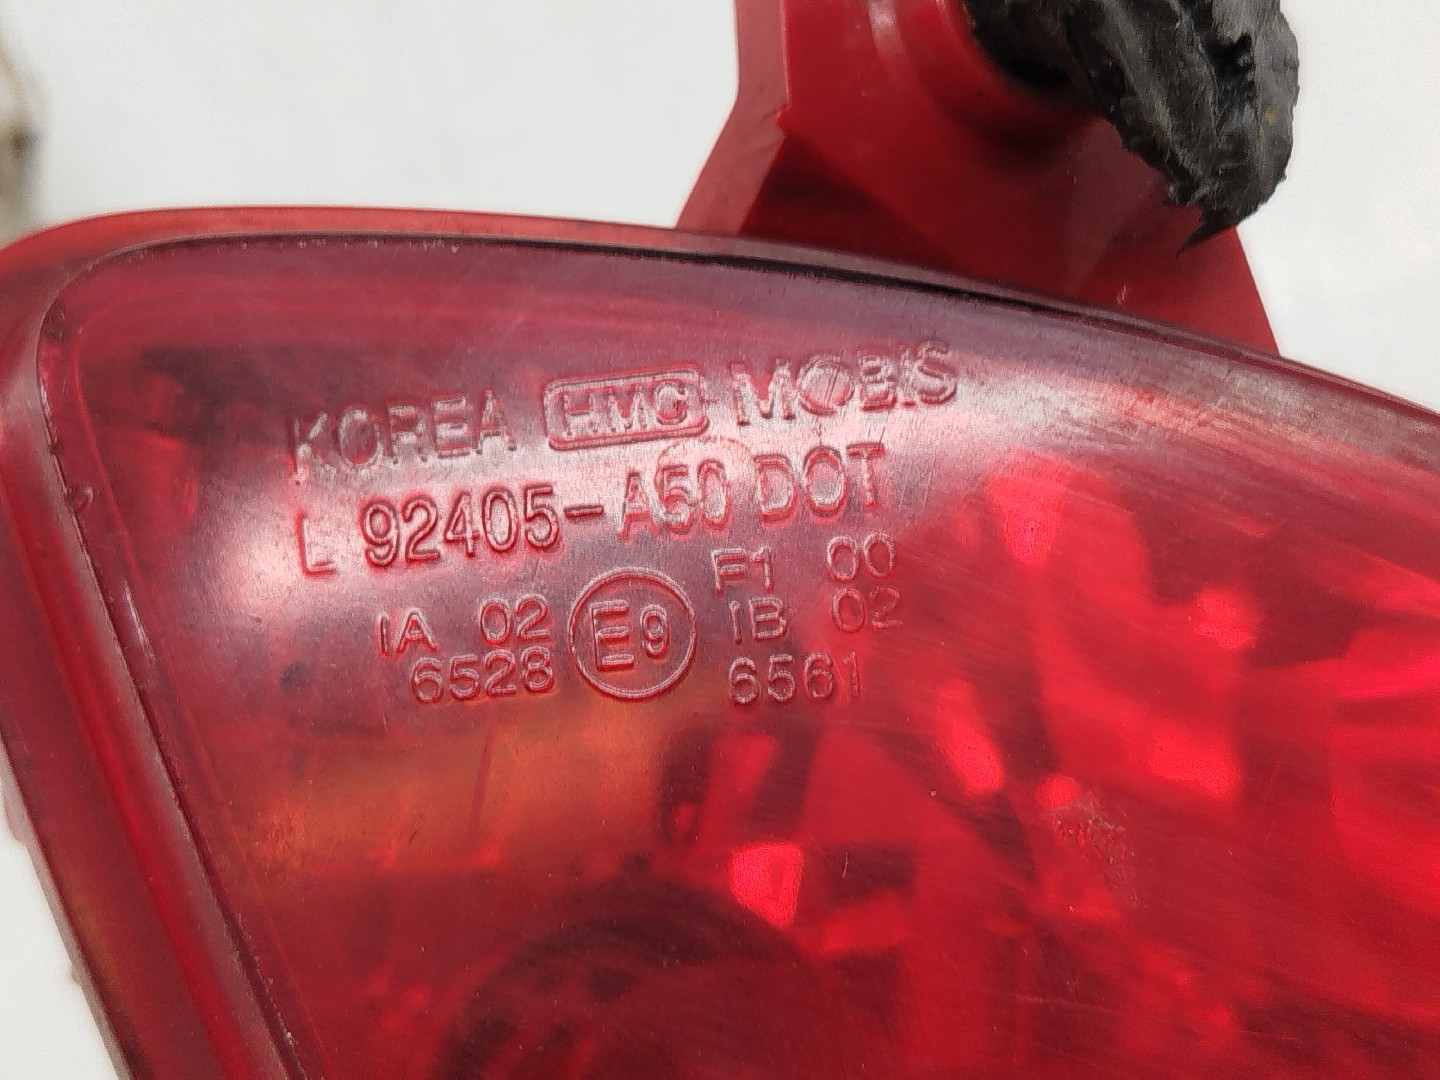 KOREA HMC MOBIS
L 92405-A50 DOT
F1 00
IA 02 E9 IB 02
6528 6561